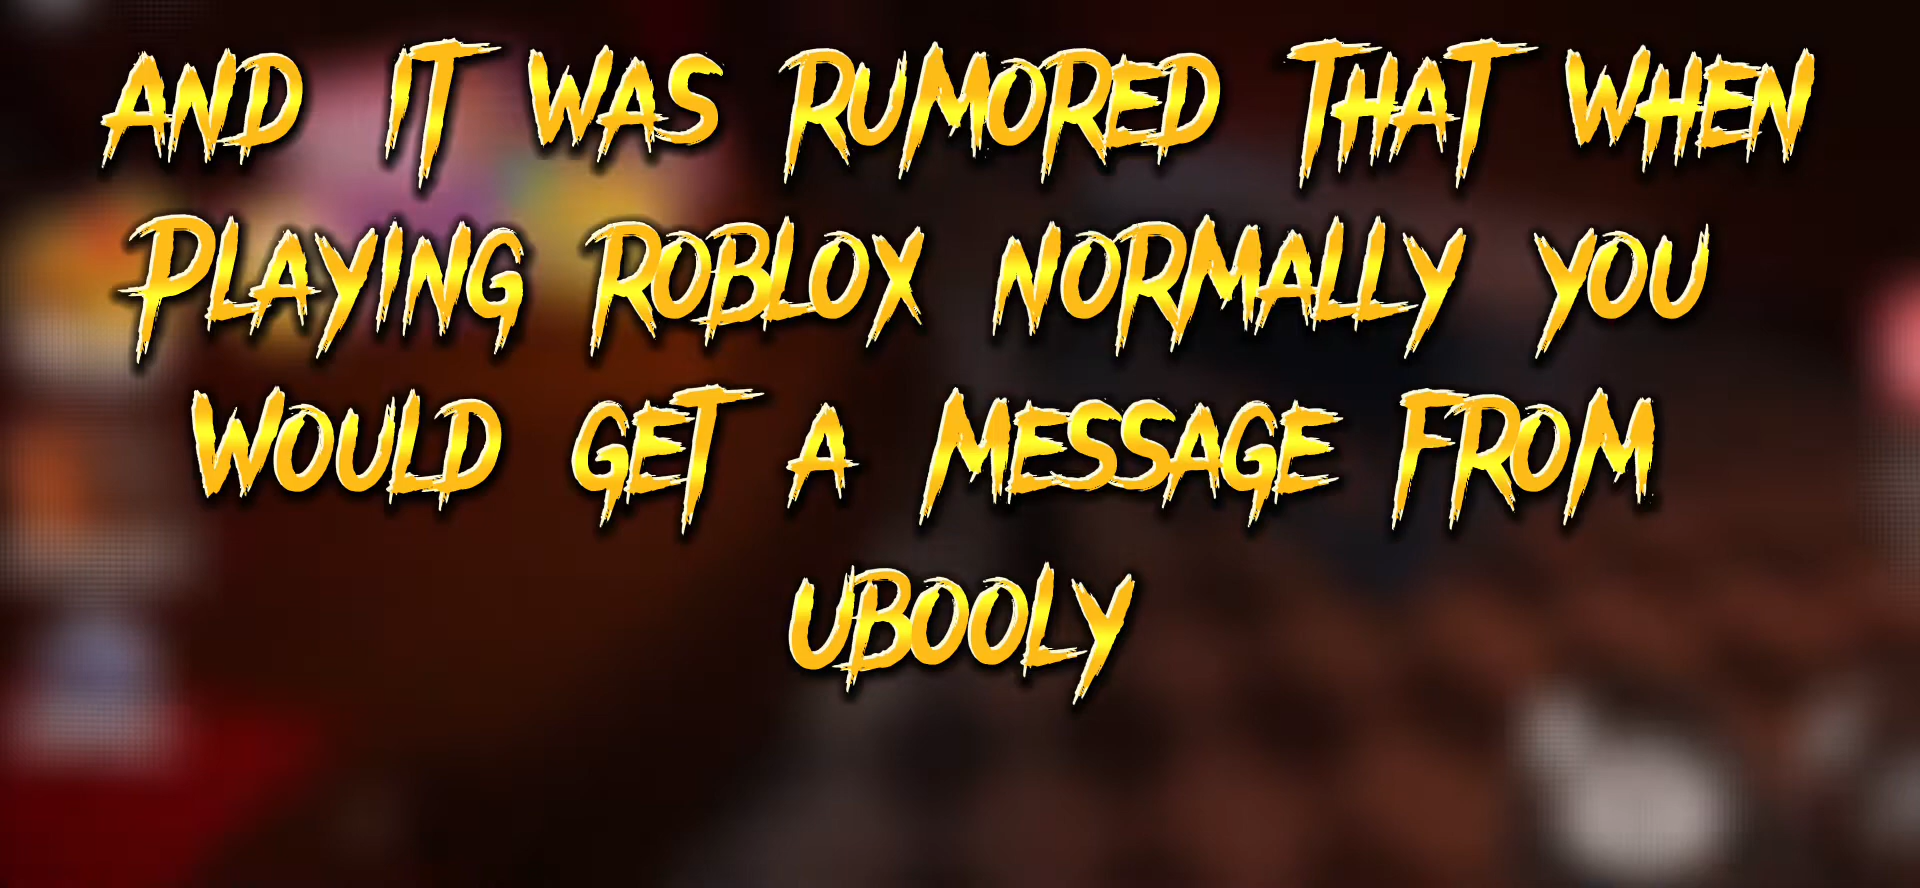 AND IT WAS RUMORED THAT WHEN
PLAYING ROBLOX NORMALLY YOU
WOULD GET A MESSAGE FROM
UBOOLY